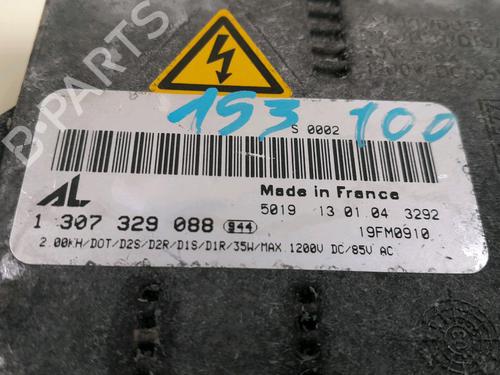 153 100
S 0002
AL
Made in France
5019 13 01 04 3292
1 307 329 088 944
19FM0910
2.00KH/DOT/D2S/D2R/D1S/D1R/35W/MAX 1200V DC/85V AC
B-PARTS